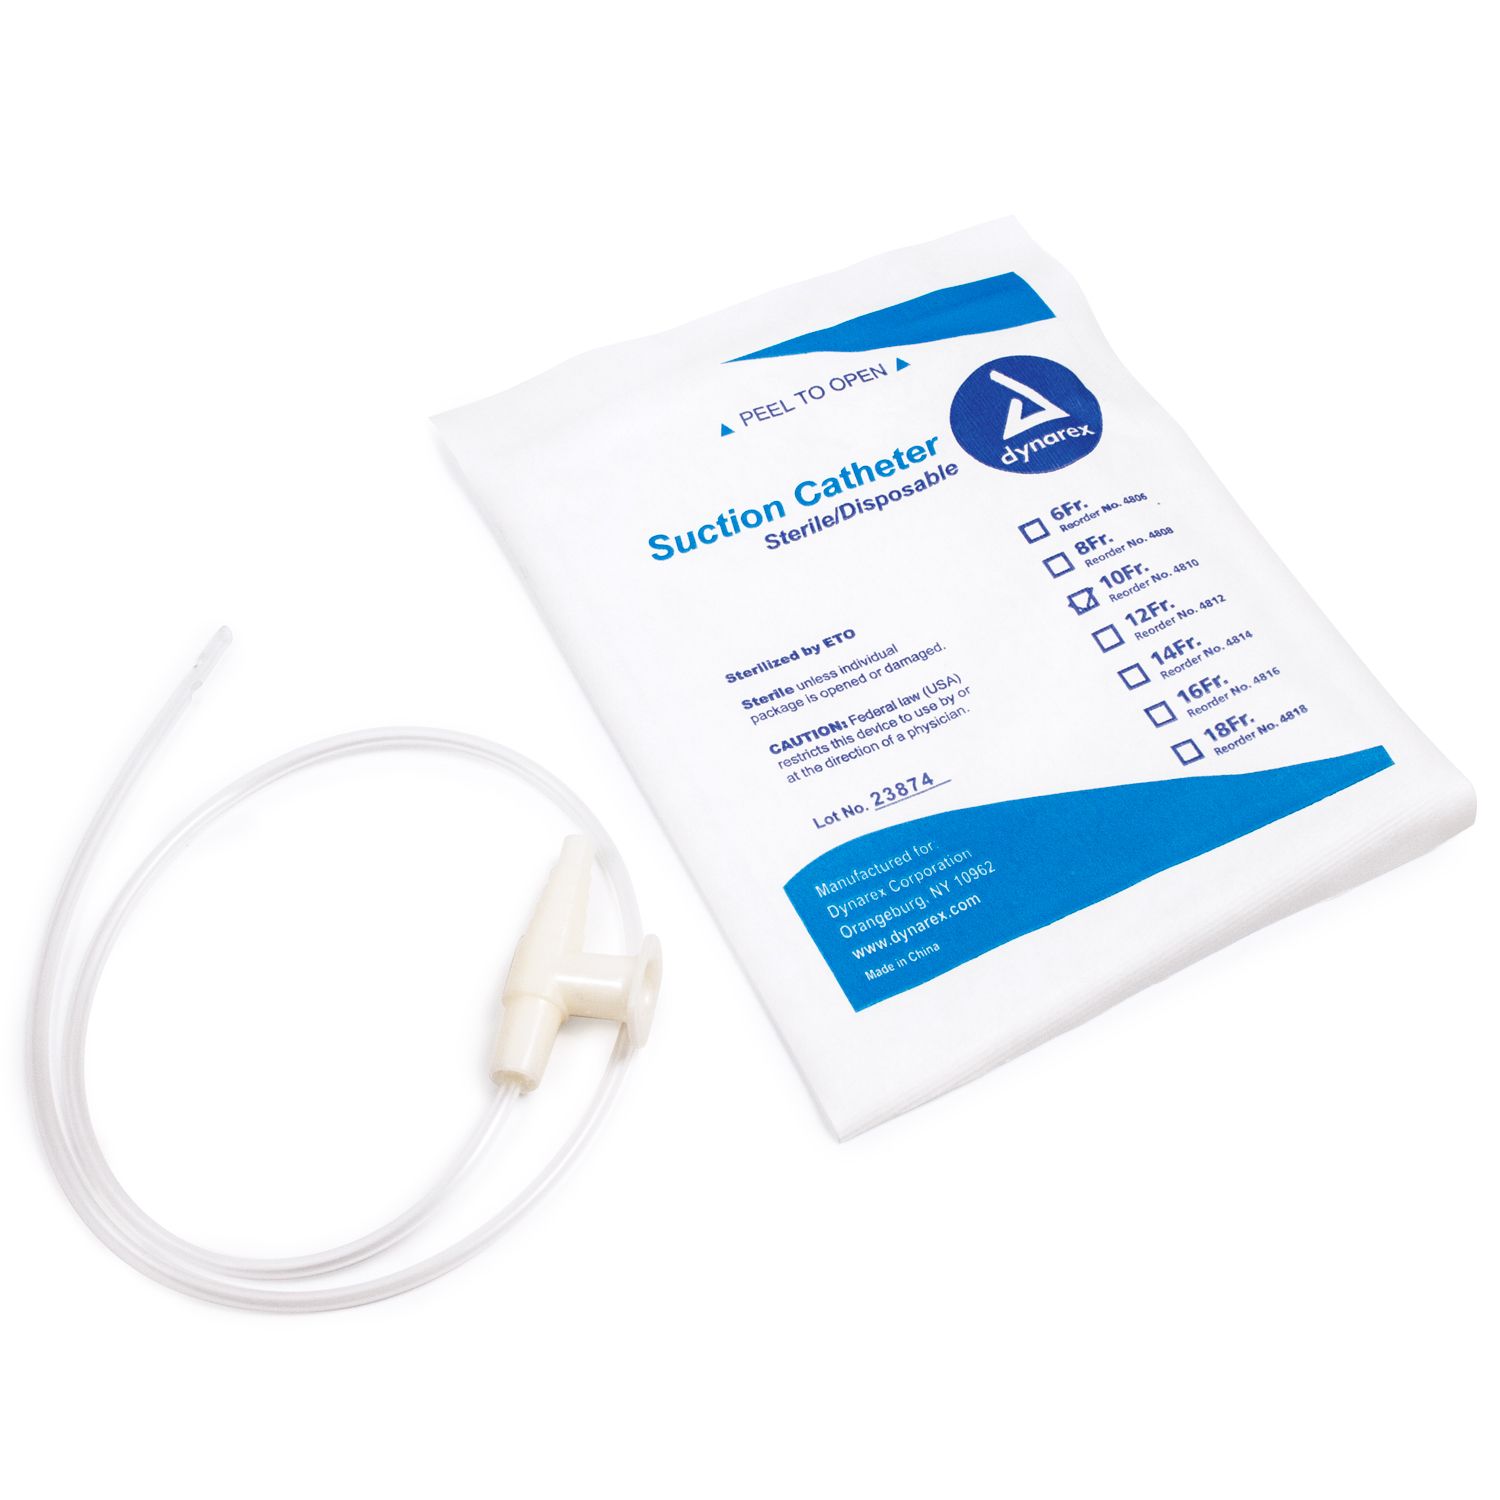 ▲ PEEL TO OPEN ▲
dynarex
Suction Catheter
Sterile/Disposable
6Fr.
Reorder No. 4806
8Fr.
Reorder No. 4808
10Fr.
Reorder No. 4810
12Fr.
Reorder No. 4812
14Fr.
Reorder No. 4814
16Fr.
Reorder No. 4816
18Fr.
Reorder No. 4818
Sterilized by ETO
Sterile unless individual
package is opened or damaged.
CAUTION: Federal law (USA)
restricts this device to use by or
at the direction of a physician.
Lot No. 23874
Manufactured for:
Dynarex Corporation
Orangeburg, NY 10962
www.dynarex.com
Made in China